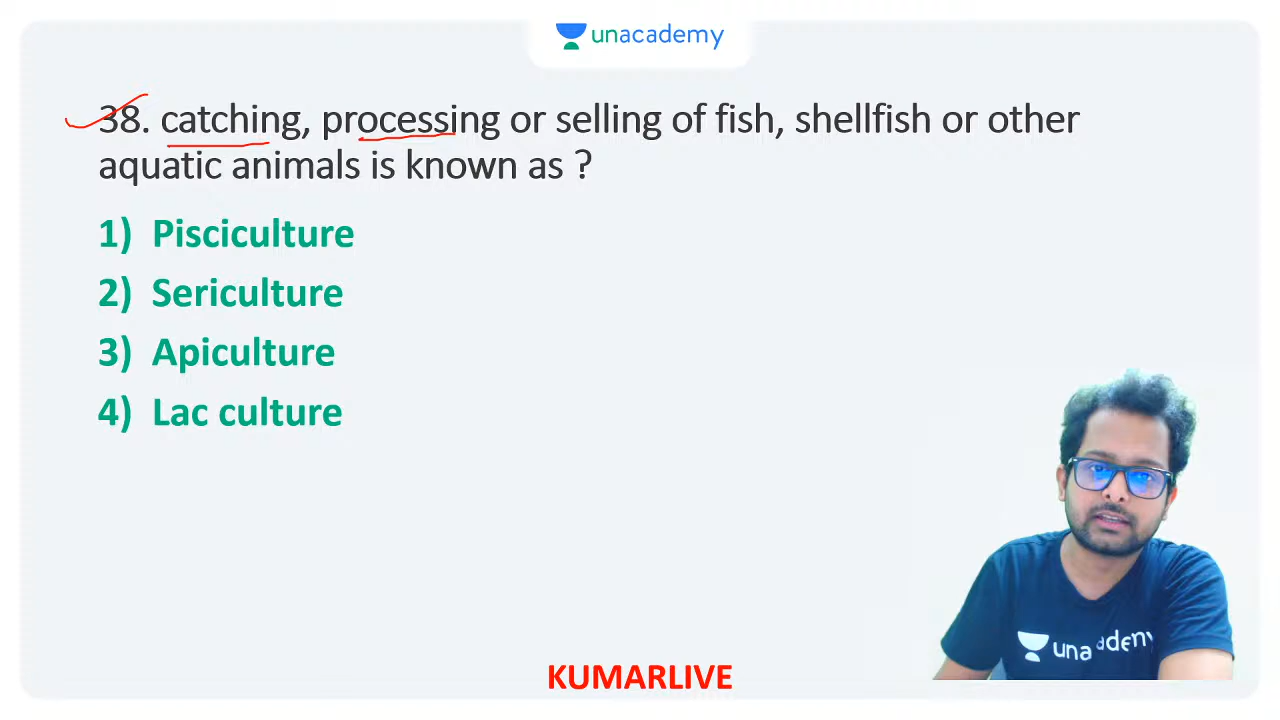 unacademy
38. catching, processing or selling of fish, shellfish or other
aquatic animals is known as ?
1) Pisciculture
2) Sericulture
3) Apiculture
4) Lac culture
unacademy
KUMARLIVE